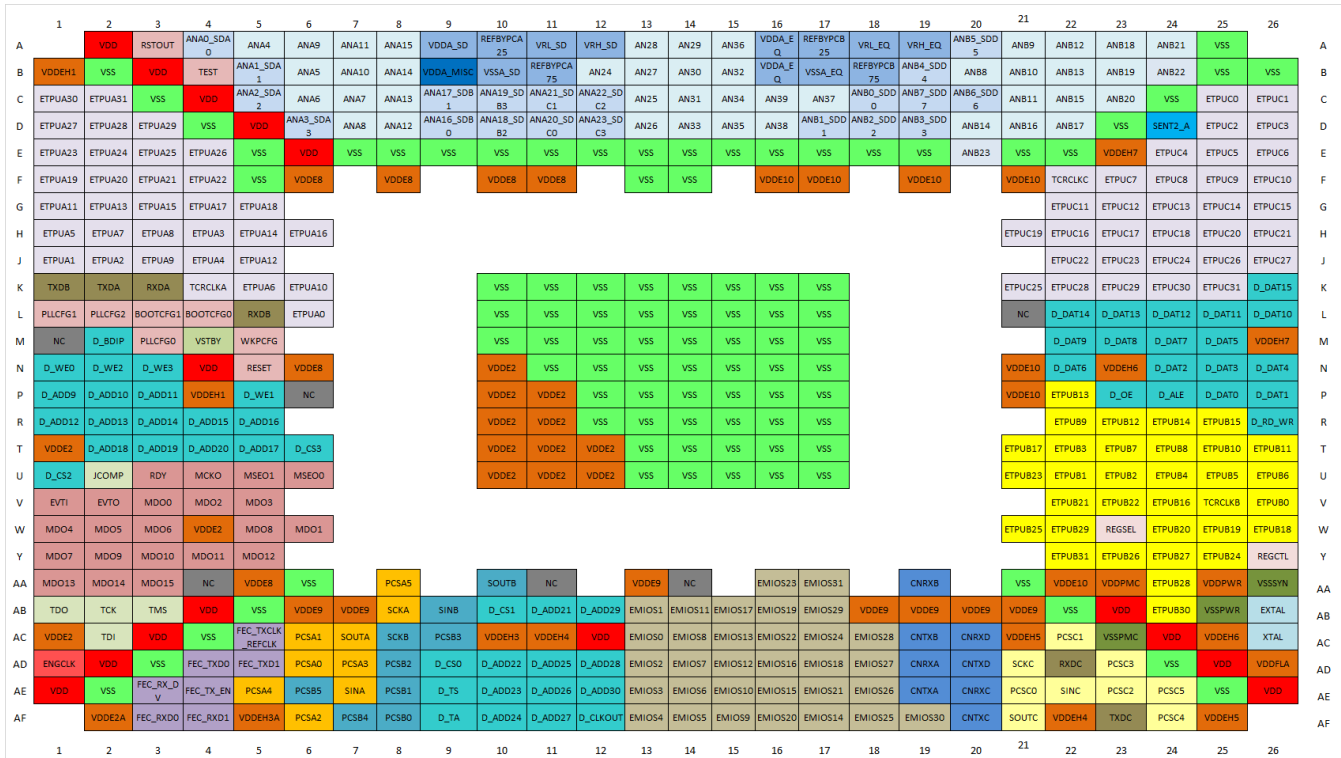 1 2 3 4 5 6 7 8 9 10 11 12 13 14 15 16 17 18 19 20 21 22 23 24 25 26
A VDD RSTOUT ANA0_SDA0 ANA4 ANA9 ANA11 ANA15 VDDA_SD REFBYPCA25 VRL_SD VRH_SD AN28 AN29 AN36 VDDA_EQ REFBYPCB25 VRL_EQ VRH_EQ ANB5_SDD5 ANB9 ANB12 ANB18 ANB21 VSS A
B VDDEH1 VSS VDD TEST ANA1_SDA1 ANA5 ANA10 ANA14 VDDA_MISC VSSA_SD REFBYPCA75 AN24 AN27 AN30 AN32 VDDA_EQ VSSA_EQ REFBYPCB75 ANB4_SDD4 ANB8 ANB10 ANB13 ANB19 ANB22 VSS VSS B
C ETPUA30 ETPUA31 VSS VDD ANA2_SDA2 ANA6 ANA7 ANA13 ANA17_SDB1 ANA19_SDB3 ANA21_SDC1 ANA22_SDC2 AN25 AN31 AN34 AN39 AN37 ANB0_SDD0 ANB7_SDD7 ANB6_SDD6 ANB11 ANB15 ANB20 VSS ETPUC0 ETPUC1 C
D ETPUA27 ETPUA28 ETPUA29 VSS VDD ANA3_SDA3 ANA8 ANA12 ANA16_SDB0 ANA18_SDB2 ANA20_SDC0 ANA23_SDC3 AN26 AN33 AN35 AN38 ANB1_SDD1 ANB2_SDD2 ANB3_SDD3 ANB14 ANB16 ANB17 VSS SENT2_A ETPUC2 ETPUC3 D
E ETPUA23 ETPUA24 ETPUA25 ETPUA26 VSS VDD VSS VSS VSS VSS VSS VSS VSS VSS VSS VSS VSS VSS VSS ANB23 VSS VSS VDDEH7 ETPUC4 ETPUC5 ETPUC6 E
F ETPUA19 ETPUA20 ETPUA21 ETPUA22 VSS VDDE8 VDDE8 VDDE8 VDDE8 VSS VSS VDDE10 VDDE10 VDDE10 VDDE10 TCRCLKC ETPUC7 ETPUC8 ETPUC9 ETPUC10 F
G ETPUA11 ETPUA13 ETPUA15 ETPUA17 ETPUA18 ETPUC11 ETPUC12 ETPUC13 ETPUC14 ETPUC15 G
H ETPUA5 ETPUA7 ETPUA8 ETPUA3 ETPUA14 ETPUA16 ETPUC19 ETPUC16 ETPUC17 ETPUC18 ETPUC20 ETPUC21 H
J ETPUA1 ETPUA2 ETPUA9 ETPUA4 ETPUA12 ETPUC22 ETPUC23 ETPUC24 ETPUC26 ETPUC27 J
K TXDB TXDA RXDA TCRCLKA ETPUA6 ETPUA10 VSS VSS VSS VSS VSS VSS VSS VSS ETPUC25 ETPUC28 ETPUC29 ETPUC30 ETPUC31 D_DAT15 K
L PLLCFG1 PLLCFG2 BOOTCFG1 BOOTCFG0 RXDB ETPUA0 VSS VSS VSS VSS VSS VSS VSS VSS NC D_DAT14 D_DAT13 D_DAT12 D_DAT11 D_DAT10 L
M NC D_BDIP PLLCFG0 VSTBY WKPCFG VSS VSS VSS VSS VSS VSS VSS VSS D_DAT9 D_DAT8 D_DAT7 D_DAT5 VDDEH7 M
N D_WE0 D_WE2 D_WE3 VDD RESET VDDE8 VDDE2 VSS VSS VSS VSS VSS VSS VSS VDDE10 D_DAT6 VDDEH6 D_DAT2 D_DAT3 D_DAT4 N
P D_ADD9 D_ADD10 D_ADD11 VDDEH1 D_WE1 NC VDDE2 VDDE2 VSS VSS VSS VSS VSS VSS VDDE10 ETPUB13 D_OE D_ALE D_DAT0 D_DAT1 P
R D_ADD12 D_ADD13 D_ADD14 D_ADD15 D_ADD16 VDDE2 VDDE2 VSS VSS VSS VSS VSS VSS ETPUB9 ETPUB12 ETPUB14 ETPUB15 D_RD_WR R
T VDDE2 D_ADD18 D_ADD19 D_ADD20 D_ADD17 D_CS3 VDDE2 VDDE2 VDDE2 VSS VSS VSS VSS VSS ETPUB17 ETPUB3 ETPUB7 ETPUB8 ETPUB10 ETPUB11 T
U D_CS2 JCOMP RDY MCKO MSEO1 MSEO0 VDDE2 VDDE2 VDDE2 VSS VSS VSS VSS VSS ETPUB23 ETPUB1 ETPUB2 ETPUB4 ETPUB5 ETPUB6 U
V EVTI EVTO MDO0 MDO2 MDO3 ETPUB21 ETPUB22 ETPUB16 TCRCLKB ETPUB0 V
W MDO4 MDO5 MDO6 VDDE2 MDO8 MDO1 ETPUB25 ETPUB29 REGSEL ETPUB20 ETPUB19 ETPUB18 W
Y MDO7 MDO9 MDO10 MDO11 MDO12 ETPUB31 ETPUB26 ETPUB27 ETPUB24 REGCTL Y
AA MDO13 MDO14 MDO15 NC VDDE8 VSS PCSA5 SOUTB NC VDDE9 NC EMIOS23 EMIOS31 CNRXB VSS VDDE10 VDDPMC ETPUB28 VDDPWR VSSSYN AA
AB TDO TCK TMS VDD VSS VDDE9 VDDE9 SCKA SINB D_CS1 D_ADD21 D_ADD29 EMIOS1 EMIOS11 EMIOS17 EMIOS19 EMIOS29 VDDE9 VDDE9 VDDE9 VDDE9 VSS VDD ETPUB30 VSSPWR EXTAL AB
AC VDDE2 TDI VDD VSS FEC_TXCLK_REFCLK PCSA1 SOUTA SCKB PCSB3 VDDEH3 VDDEH4 VDD EMIOS0 EMIOS8 EMIOS13 EMIOS22 EMIOS24 EMIOS28 CNTXB CNRXD VDDEH5 PCSC1 VSSPMC VDD VDDEH6 XTAL AC
AD ENGCLK VDD VSS FEC_TXD0 FEC_TXD1 PCSA0 PCSA3 PCSB2 D_CS0 D_ADD22 D_ADD25 D_ADD28 EMIOS2 EMIOS7 EMIOS12 EMIOS16 EMIOS18 EMIOS27 CNRXA CNTXD SCKC RXDC PCSC3 VSS VDD VDDFLA AD
AE VDD VSS FEC_RX_DV FEC_TX_EN PCSA4 PCSB5 SINA PCSB1 D_TS D_ADD23 D_ADD26 D_ADD30 EMIOS3 EMIOS6 EMIOS10 EMIOS15 EMIOS21 EMIOS26 CNTXA CNRXC PCSC0 SINC PCSC2 PCSC5 VSS VDD AE
AF VDDE2A FEC_RXD0 FEC_RXD1 VDDEH3A PCSA2 PCSB4 PCSB0 D_TA D_ADD24 D_ADD27 D_CLKOUT EMIOS4 EMIOS5 EMIOS9 EMIOS20 EMIOS14 EMIOS25 EMIOS30 CNTXC SOUTC VDDEH4 TXDC PCSC4 VDDEH5 AF
1 2 3 4 5 6 7 8 9 10 11 12 13 14 15 16 17 18 19 20 21 22 23 24 25 26